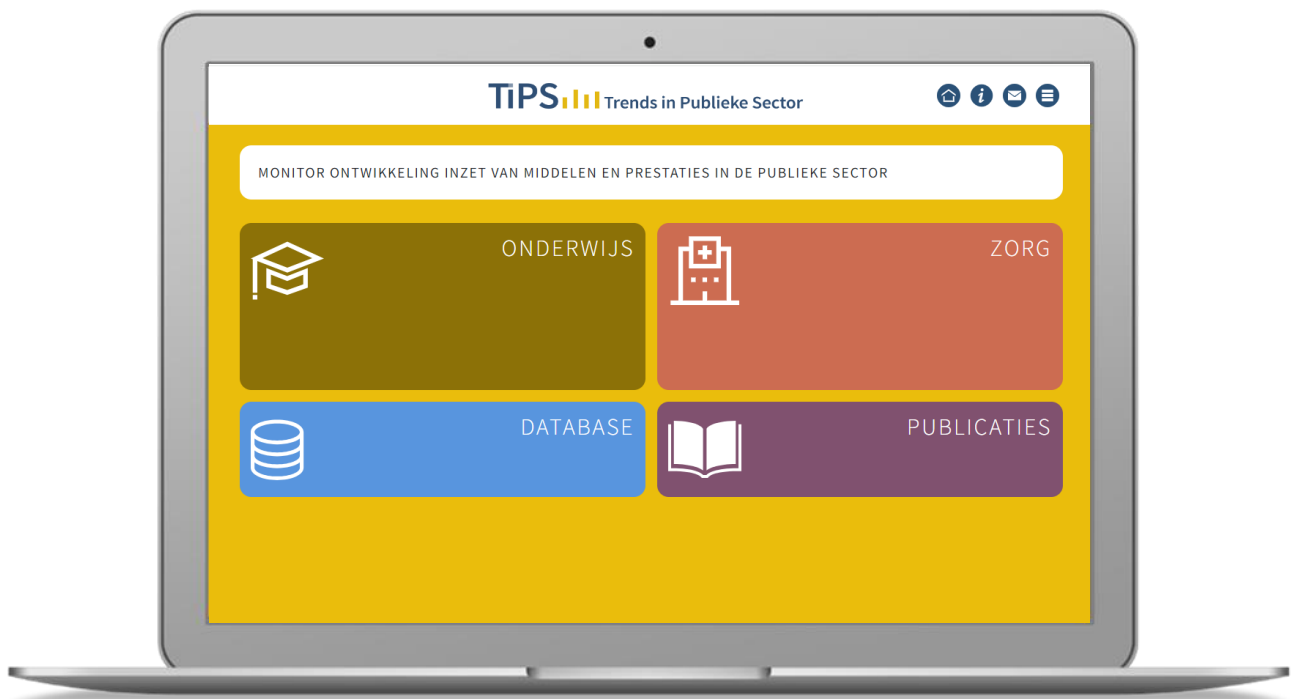 TiPS Trends in Publieke Sector
MONITOR ONTWIKKELING INZET VAN MIDDELEN EN PRESTATIES IN DE PUBLIEKE SECTOR
ONDERWIJS
ZORG
DATABASE
PUBLICATIES